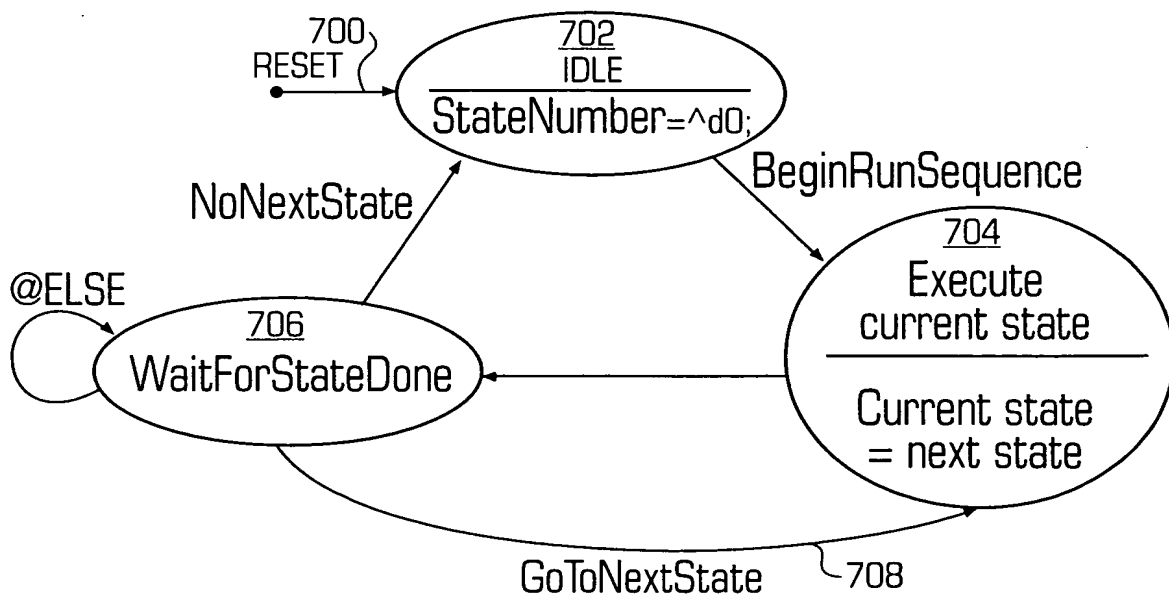 700
RESET
702
IDLE
StateNumber=^d0;
BeginRunSequence
NoNextState
704
Execute
current state
Current state
= next state
@ELSE
706
WaitForStateDone
GoToNextState
708